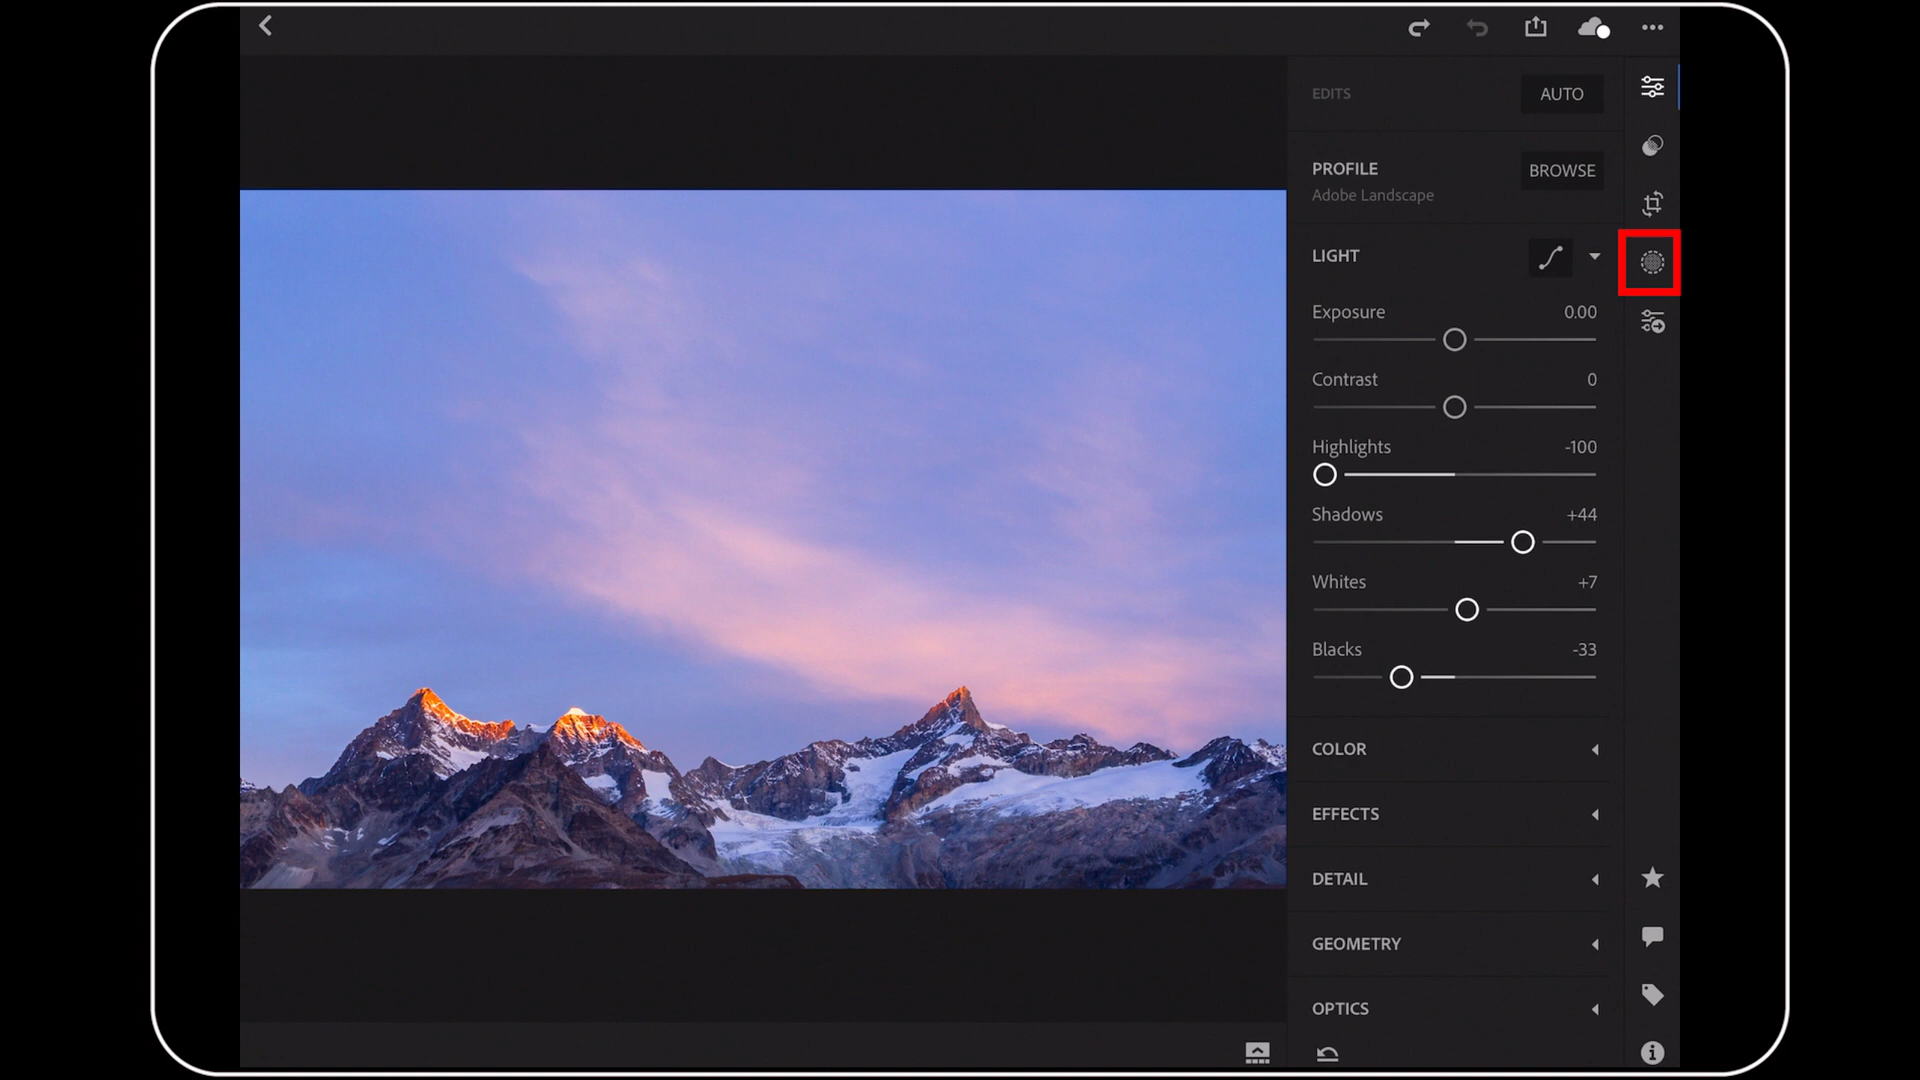 EDITS
AUTO
PROFILE
BROWSE
Adobe Landscape
LIGHT
Exposure 0.00
Contrast 0
Highlights -100
Shadows +44
Whites +7
Blacks -33
COLOR
EFFECTS
DETAIL
GEOMETRY
OPTICS